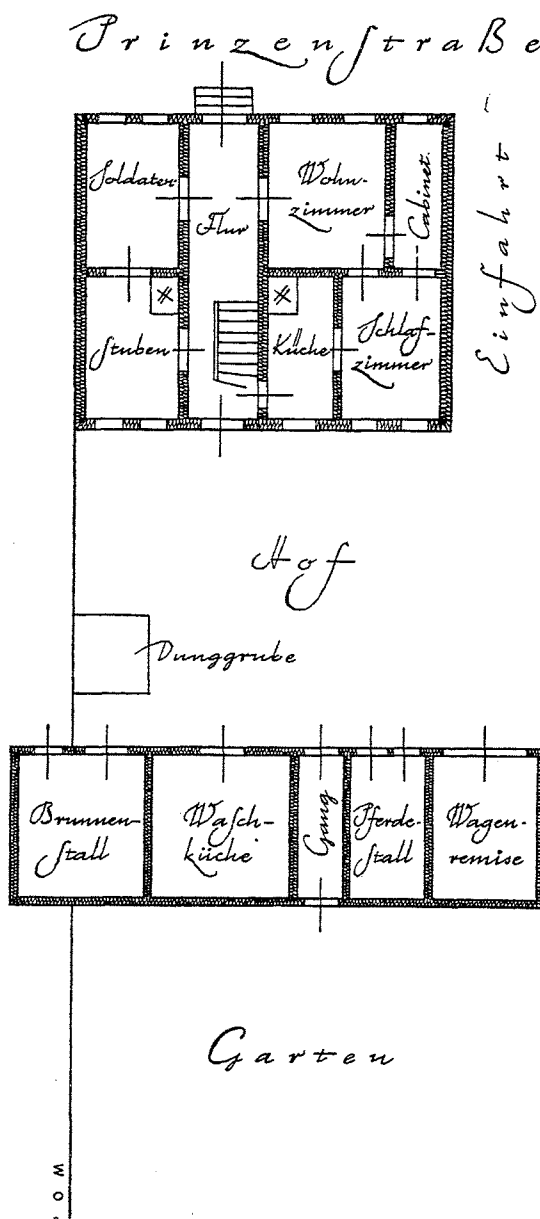 Prinzenstraße
Soldaten
Flur
Wohn-
zimmer
Cabinet.
Einfahrt
Stuben
Küche
Schlaf-
zimmer
Hof
Dunggrube
Brunnen-
stall
Wasch-
küche
Gang
Pferde-
stall
Wagen-
remise
Garten